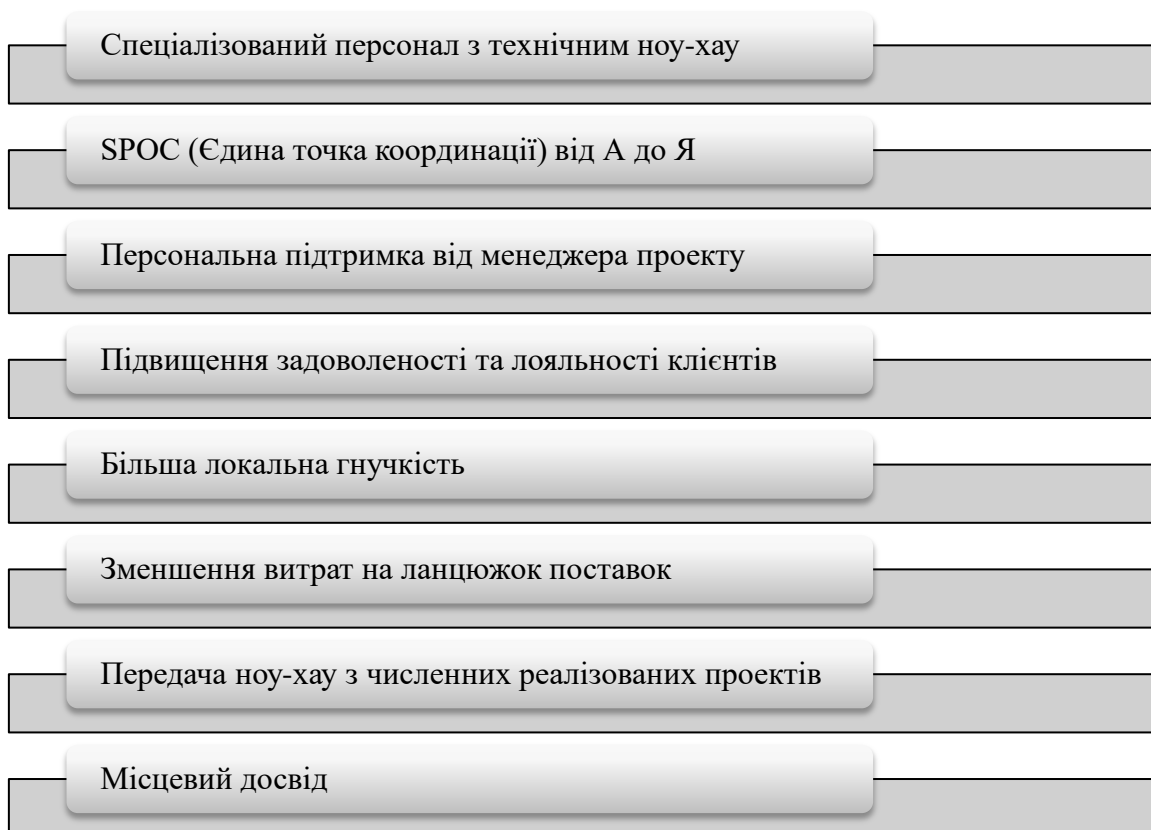 Спеціалізований персонал з технічним ноу-хау
SPOC (Єдина точка координації) від А до Я
Персональна підтримка від менеджера проекту
Підвищення задоволеності та лояльності клієнтів
Більша локальна гнучкість
Зменшення витрат на ланцюжок поставок
Передача ноу-хау з численних реалізованих проектів
Місцевий досвід